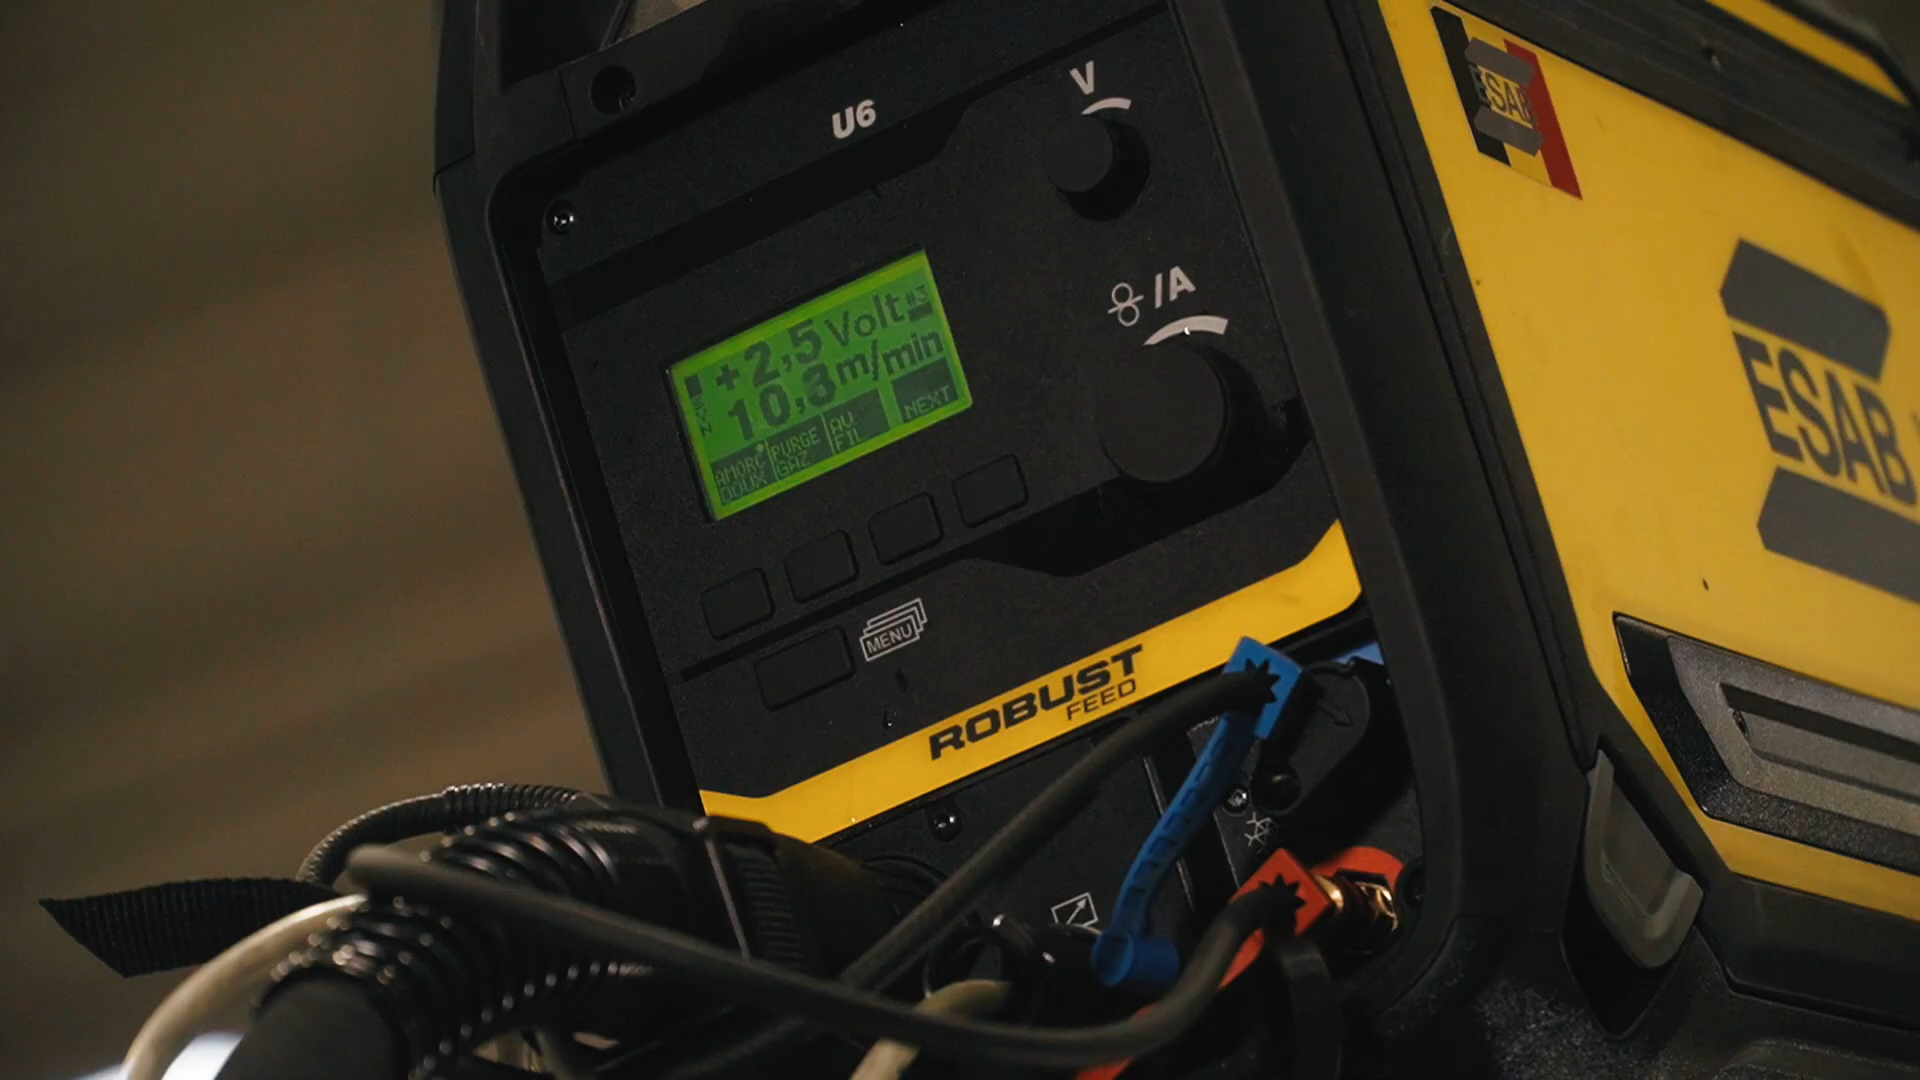 U6
V
/A
+2,5 Volt #3
10,3 m/min
AMORC DOUX
PURGE GAZ
AV FIL
NEXT
MENU
ROBUST
FEED
ESAB
ESAB